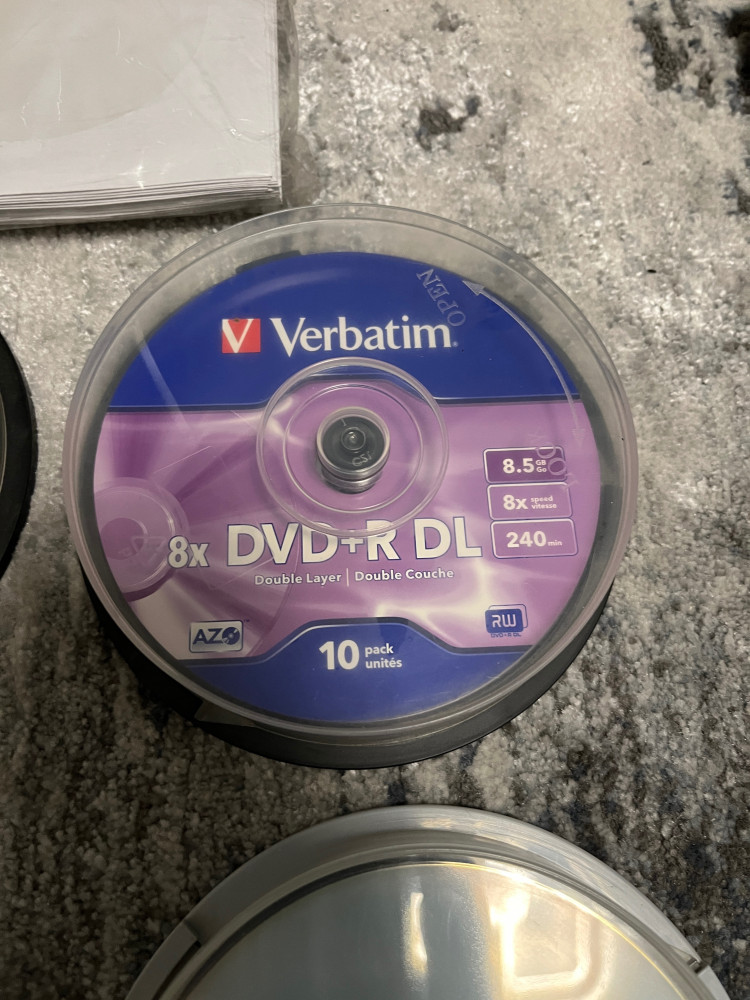 OPEN
Verbatim
8.5 GB Go
8x speed vitesse
240 min
8x DVD+R DL
Double Layer | Double Couche
AZO
RW
DVD+R DL
10 pack unités